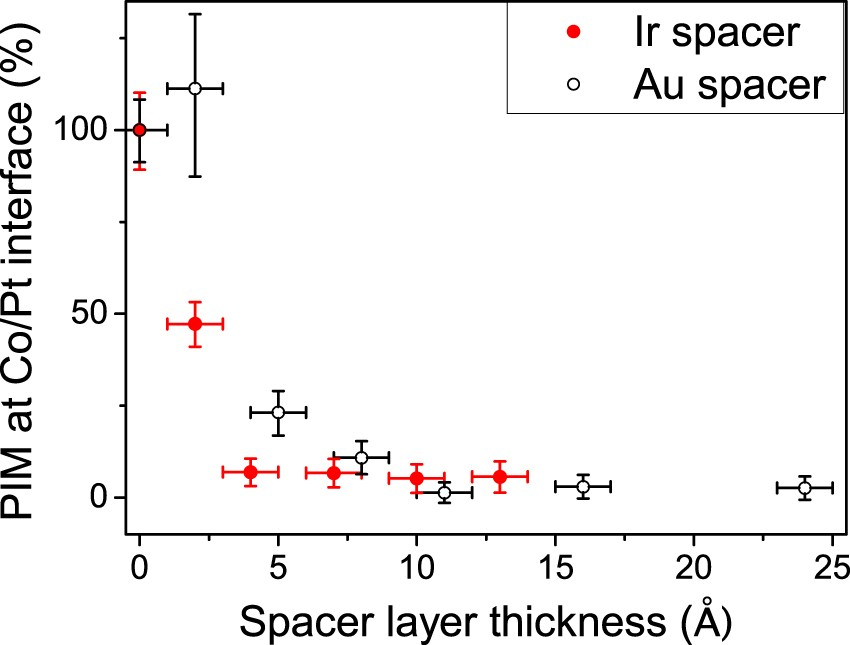 PIM at Co/Pt interface (%)
100
50
0
Ir spacer
Au spacer
0 5 10 15 20 25
Spacer layer thickness (Å)